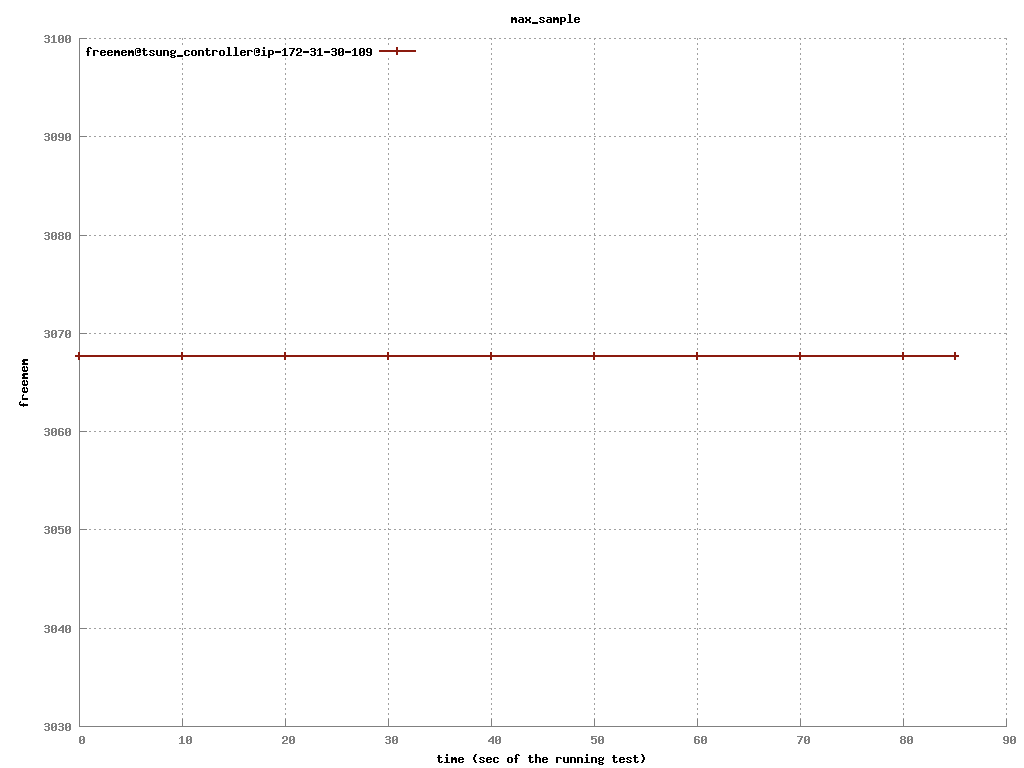 max_sample
3100
freemem@tsung_controller@ip-172-31-30-109
3090
3080
3070
3060
3050
3040
3030
freemem
0 10 20 30 40 50 60 70 80 90
time (sec of the running test)